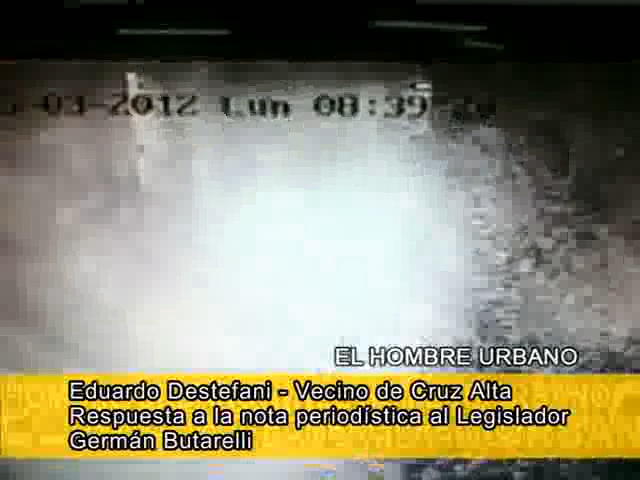 -03-2012 Lun 08:39
EL HOMBRE URBANO
Eduardo Destefani - Vecino de Cruz Alta
Respuesta a la nota periodística al Legislador
Germán Butarelli